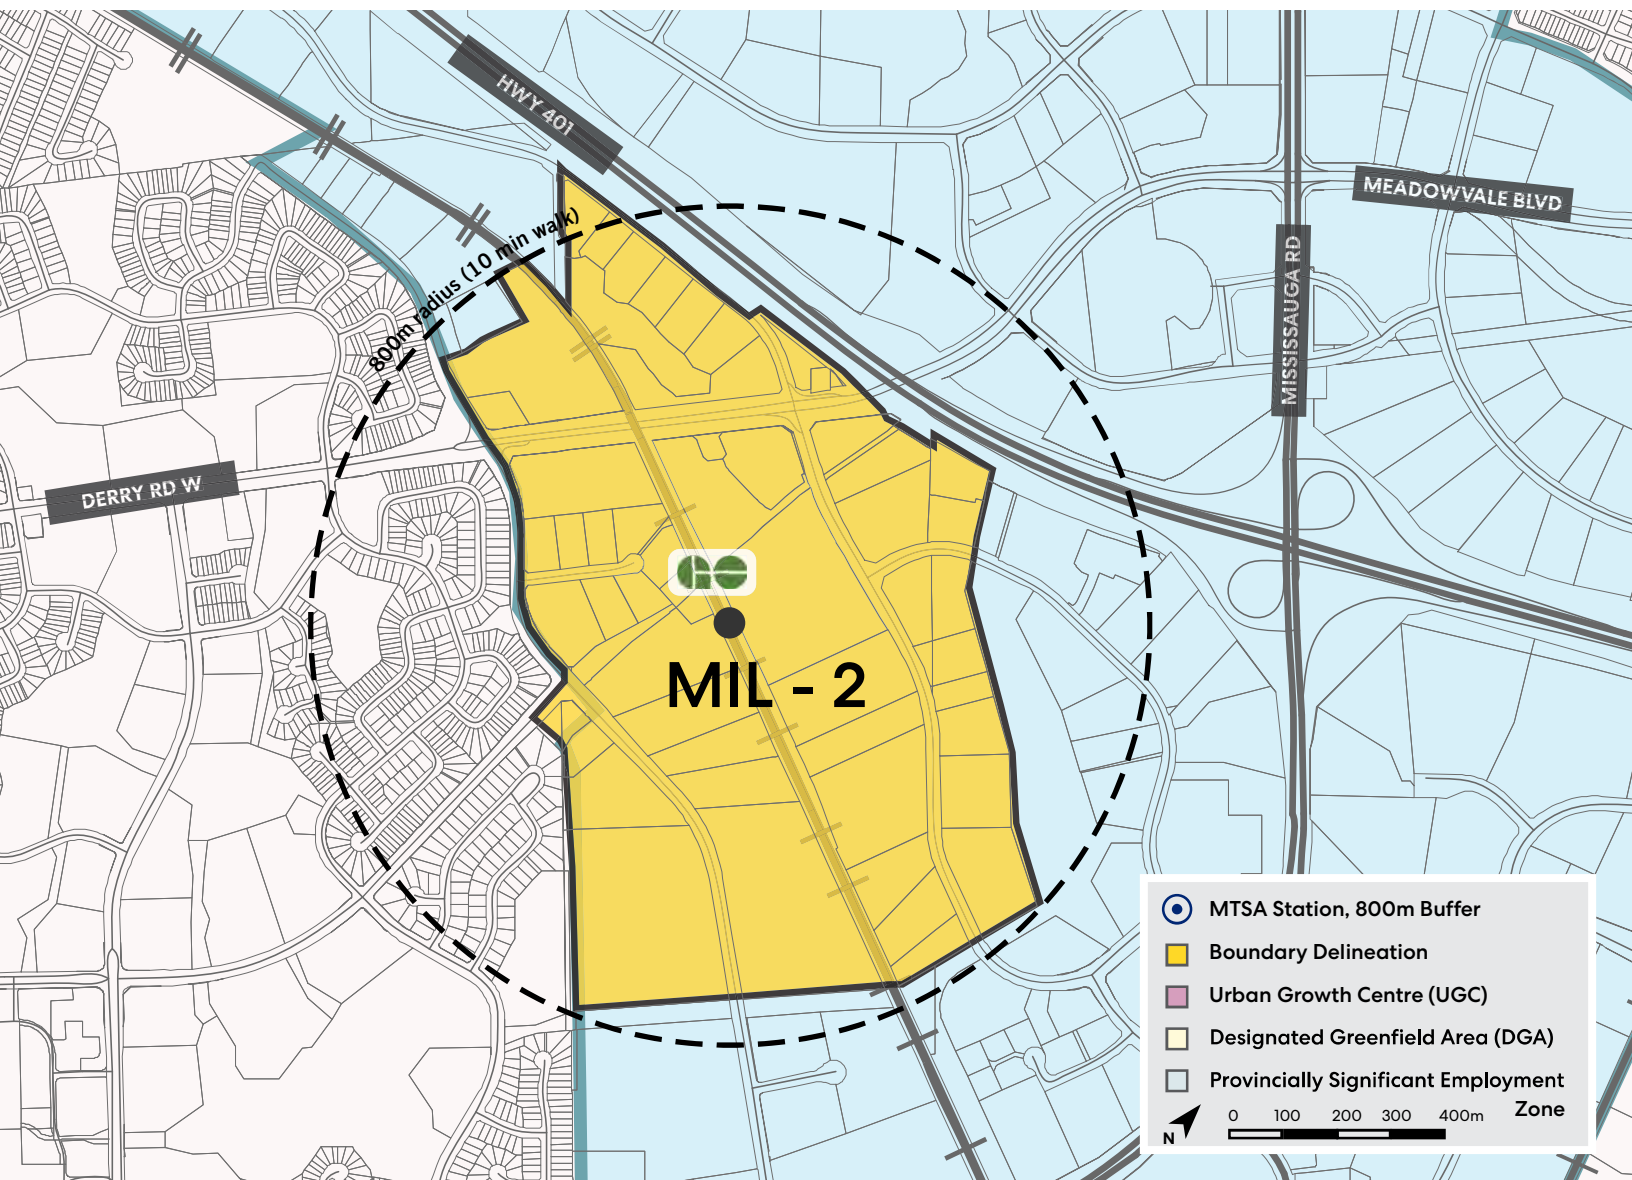 HWY 401
MEADOWVALE BLVD
MISSISSAUGA RD
800m radius (10 min walk)
DERRY RD W
GO
MIL - 2
MTSA Station, 800m Buffer
Boundary Delineation
Urban Growth Centre (UGC)
Designated Greenfield Area (DGA)
Provincially Significant Employment
Zone
N
0 100 200 300 400m